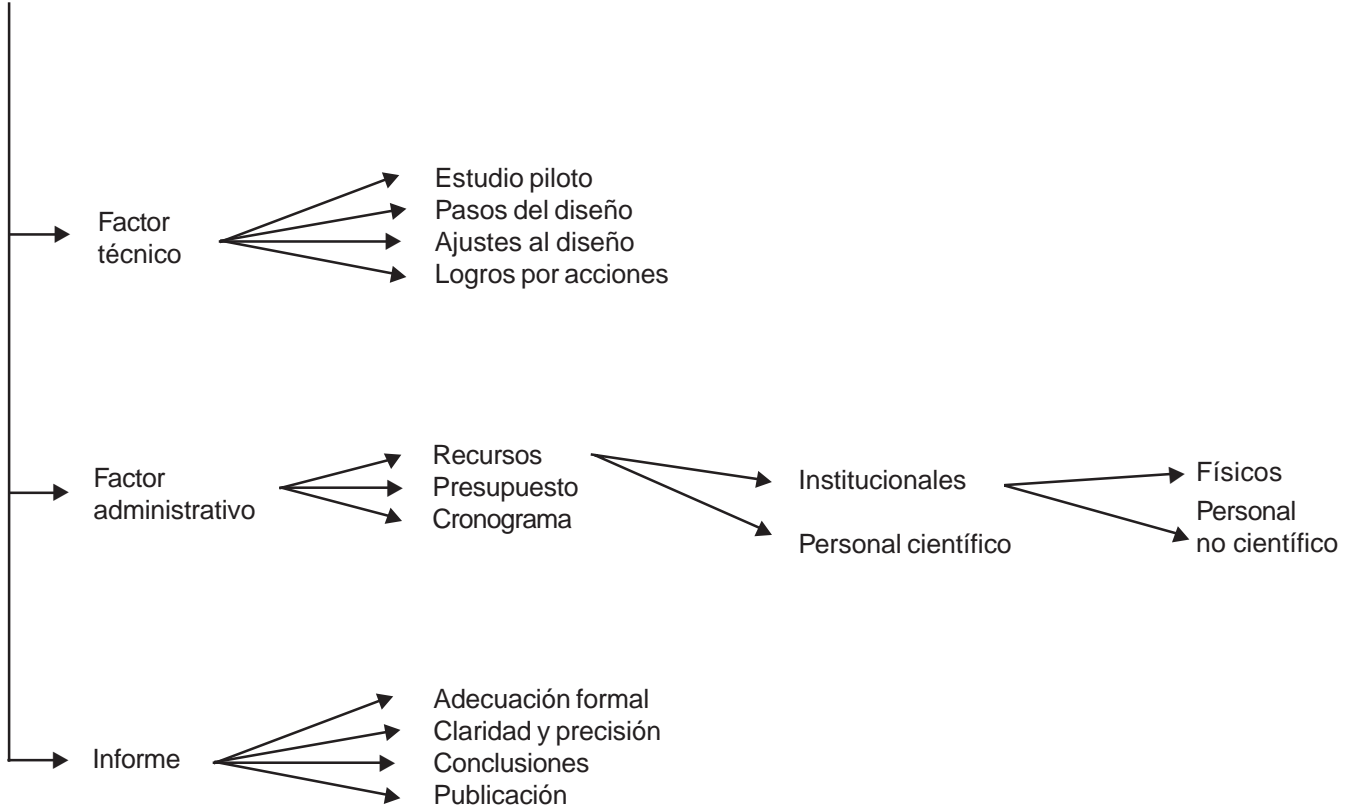 Factor
técnico
Estudio piloto
Pasos del diseño
Ajustes al diseño
Logros por acciones
Factor
administrativo
Recursos
Presupuesto
Cronograma
Institucionales
Personal científico
Físicos
Personal
no científico
Informe
Adecuación formal
Claridad y precisión
Conclusiones
Publicación